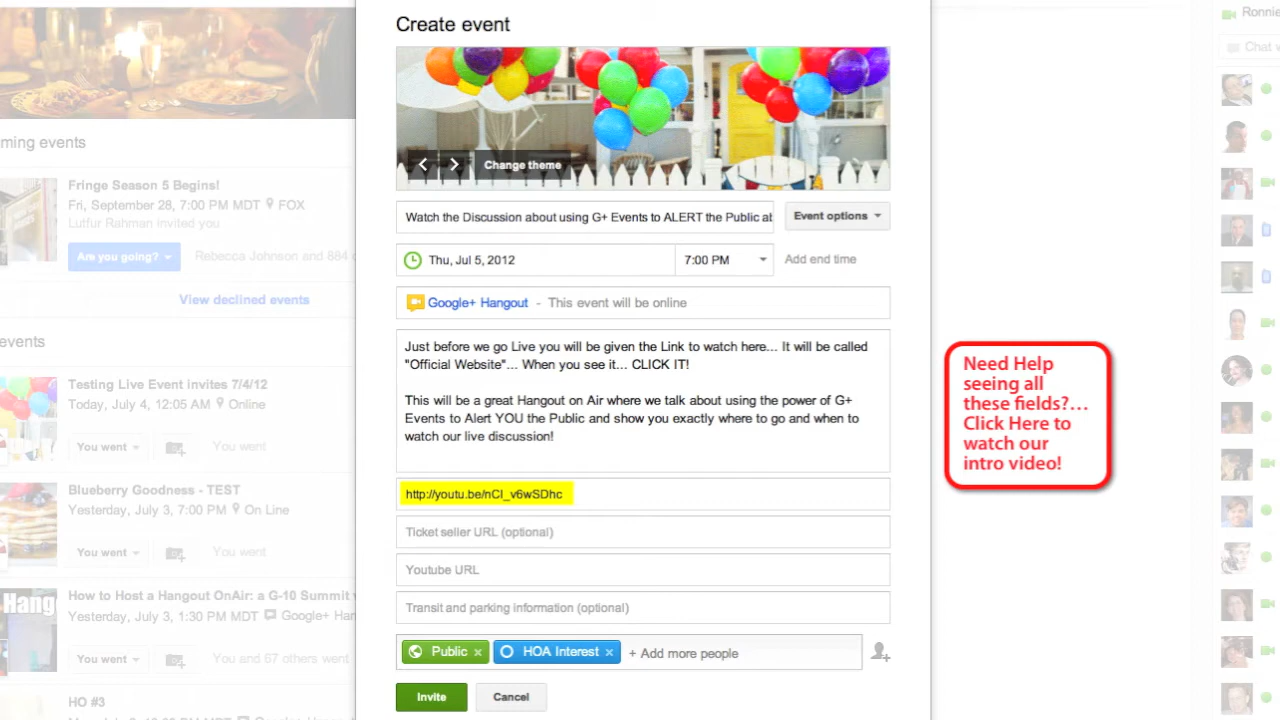 Create event
Change theme
Watch the Discussion about using G+ Events to ALERT the Public at
Event options
Thu, Jul 5, 2012
7:00 PM
Add end time
Google+ Hangout - This event will be online
Just before we go Live you will be given the Link to watch here... It will be called
"Official Website"... When you see it... CLICK IT!
This will be a great Hangout on Air where we talk about using the power of G+
Events to Alert YOU the Public and show you exactly where to go and when to
watch our live discussion!
http://youtu.be/nCI_v6wSDhc
Ticket seller URL (optional)
Youtube URL
Transit and parking information (optional)
Public x
HOA Interest x
+ Add more people
Invite
Cancel
ming events
Fringe Season 5 Begins!
Fri, September 28, 7:00 PM MDT FOX
Lutfur Rahman invited you
Are you going?
Rebecca Johnson and 884
View declined events
events
Testing Live Event invites 7/4/12
Today, July 4, 12:05 AM Online
You went
You went
Blueberry Goodness - TEST
Yesterday, July 3, 7:00 PM On Line
You went
You went
Hang
How to Host a Hangout OnAir: a G-10 Summit
Yesterday, July 3, 1:30 PM MDT Google+ Han
You went
You and 67 others went
HO #3
Need Help
seeing all
these fields?...
Click Here to
watch our
intro video!
Ronnie
Chat w